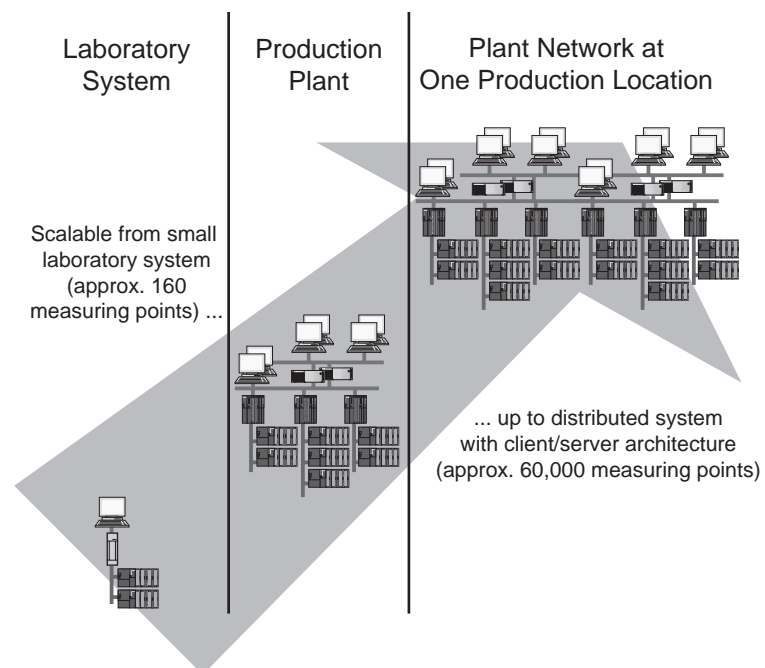 Laboratory
System
Production
Plant
Plant Network at
One Production Location
Scalable from small
laboratory system
(approx. 160
measuring points) ...
... up to distributed system
with client/server architecture
(approx. 60,000 measuring points)